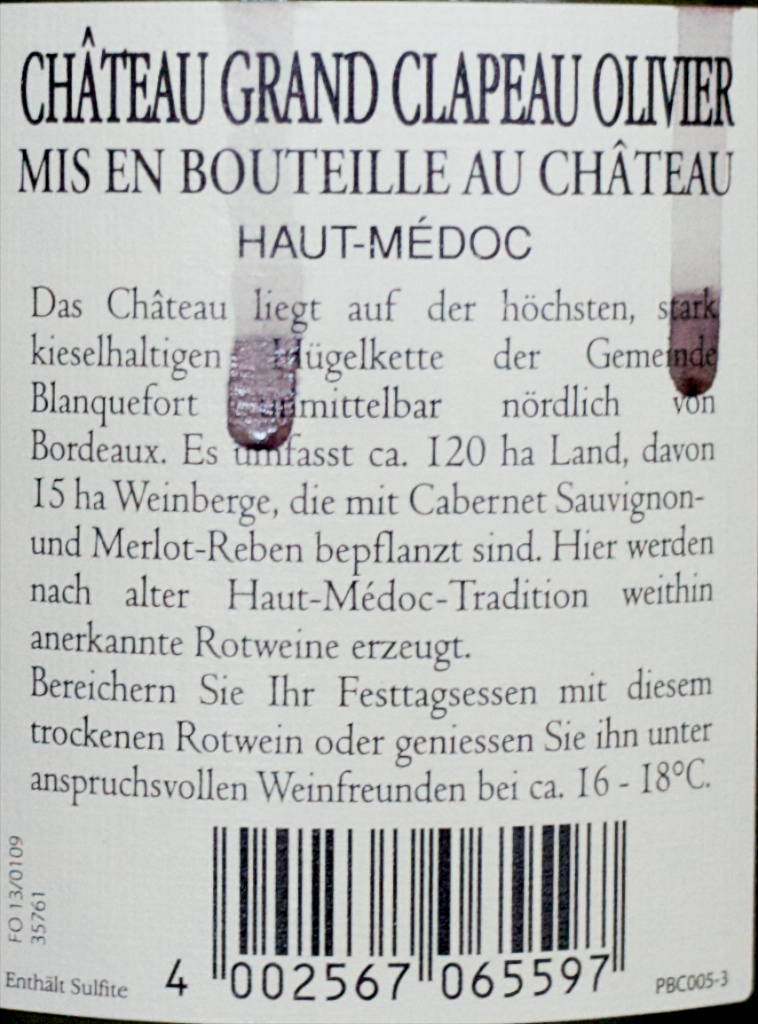 CHÂTEAU GRAND CLAPEAU OLIVIER
MIS EN BOUTEILLE AU CHÂTEAU
HAUT-MÉDOC
Das Château liegt auf der höchsten, stark
kieselhaltigen Hügelkette der Gemeinde
Blanquefort unmittelbar nördlich von
Bordeaux. Es umfasst ca. 120 ha Land, davon
15 ha Weinberge, die mit Cabernet Sauvignon-
und Merlot-Reben bepflanzt sind. Hier werden
nach alter Haut-Médoc-Tradition weithin
anerkannte Rotweine erzeugt.
Bereichern Sie Ihr Festtagsessen mit diesem
trockenen Rotwein oder geniessen Sie ihn unter
anspruchsvollen Weinfreunden bei ca. 16 - 18°C.
FO 13/0109
35761
Enthält Sulfite
4 002567 065597
PBC005-3